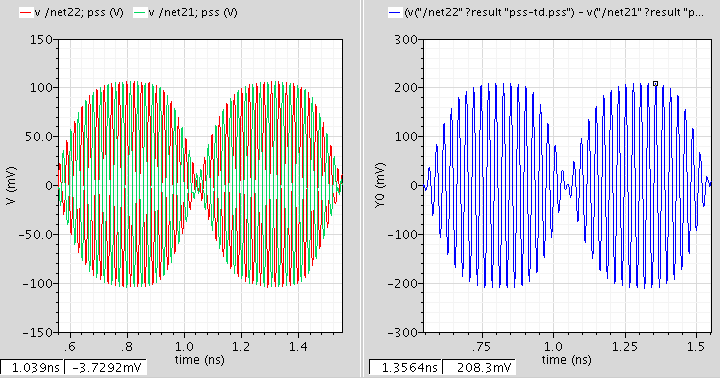 v /net22; pss (V) v /net21; pss (V)
150
100
50.0
0
-50.0
-100
-150
V (mV)
.6 .8 1.0 1.2 1.4
time (ns)
1.039ns -3.7292mV
(v("/net22" ?result "pss-td.pss") - v("/net21" ?result "p...
300
200
100
0
-100
-200
-300
Y0 (mV)
.75 1.0 1.25 1.5
time (ns)
1.3564ns 208.3mV